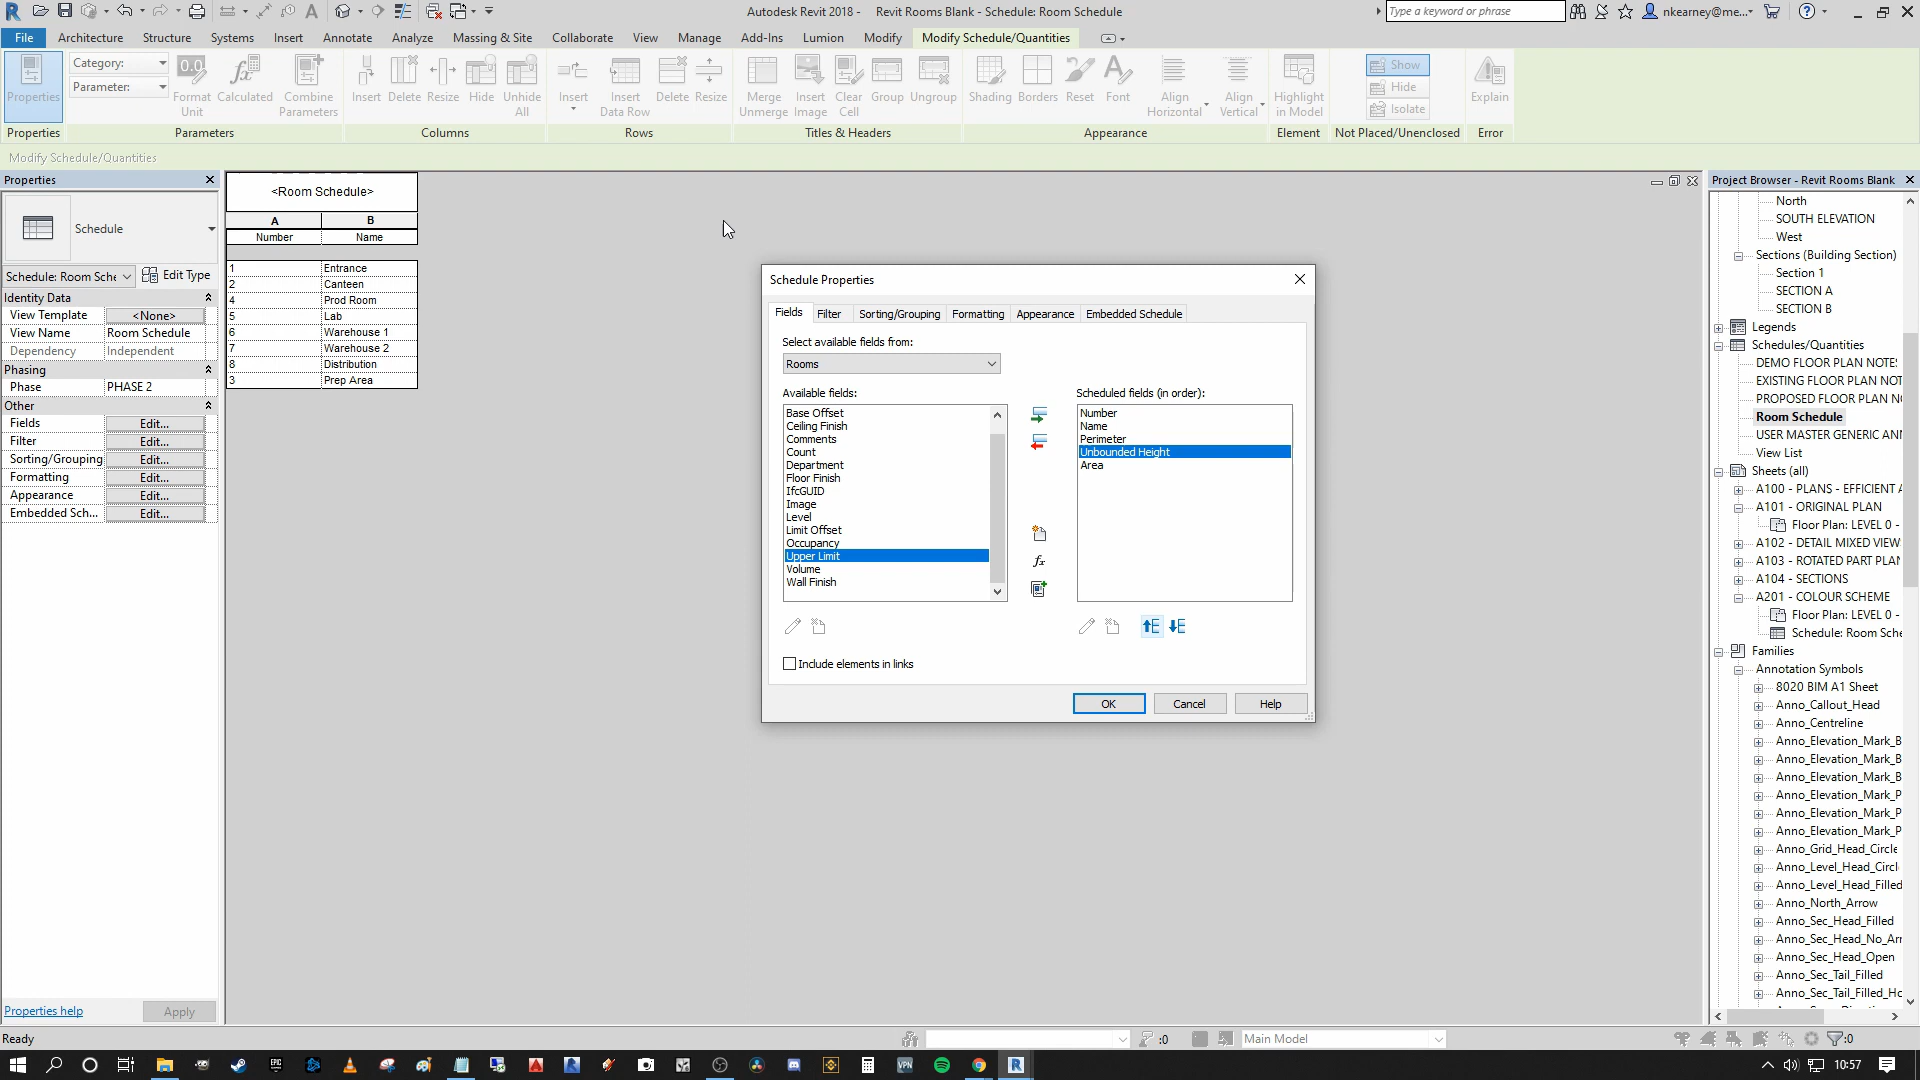 Autodesk Revit 2018 - Revit Rooms Blank - Schedule: Room Schedule
Type a keyword or phrase
nkearney@me...
File Architecture Structure Systems Insert Annotate Analyze Massing & Site Collaborate View Manage Add-Ins Lumion Modify Modify Schedule/Quantities
Category:
Parameter:
Properties
Format Unit
Calculated
Combine Parameters
Insert
Delete
Resize
Hide
Unhide All
Insert
Insert Data Row
Delete
Resize
Merge Unmerge
Insert Image
Clear Cell
Group
Ungroup
Shading
Borders
Reset
Font
Align Horizontal
Align Vertical
Highlight in Model
Show
Hide
Isolate
Explain
Properties Parameters Columns Rows Titles & Headers Appearance Element Not Placed/Unenclosed Error
Modify Schedule/Quantities
Properties
Schedule
Schedule: Room Sche
Edit Type
Identity Data
View Template <None>
View Name Room Schedule
Dependency Independent
Phasing
Phase PHASE 2
Other
Fields Edit...
Filter Edit...
Sorting/Grouping Edit...
Formatting Edit...
Appearance Edit...
Embedded Sch... Edit...
Properties help
Apply
<Room Schedule>
A B
Number Name
1 Entrance
2 Canteen
4 Prod Room
5 Lab
6 Warehouse 1
7 Warehouse 2
8 Distribution
3 Prep Area
Schedule Properties
Fields Filter Sorting/Grouping Formatting Appearance Embedded Schedule
Select available fields from:
Rooms
Available fields:
Base Offset
Ceiling Finish
Comments
Count
Department
Floor Finish
IfcGUID
Image
Level
Limit Offset
Occupancy
Upper Limit
Volume
Wall Finish
Scheduled fields (in order):
Number
Name
Perimeter
Unbounded Height
Area
Include elements in links
OK Cancel Help
Project Browser - Revit Rooms Blank
North
SOUTH ELEVATION
West
Sections (Building Section)
Section 1
SECTION A
SECTION B
Legends
Schedules/Quantities
DEMO FLOOR PLAN NOTES
EXISTING FLOOR PLAN NOT
PROPOSED FLOOR PLAN N
Room Schedule
USER MASTER GENERIC ANI
View List
Sheets (all)
A100 - PLANS - EFFICIENT A
A101 - ORIGINAL PLAN
Floor Plan: LEVEL 0 -
A102 - DETAIL MIXED VIEW
A103 - ROTATED PART PLAN
A104 - SECTIONS
A201 - COLOUR SCHEME
Floor Plan: LEVEL 0 -
Schedule: Room Sche
Families
Annotation Symbols
8020 BIM A1 Sheet
Anno_Callout_Head
Anno_Centreline
Anno_Elevation_Mark_B
Anno_Elevation_Mark_B
Anno_Elevation_Mark_B
Anno_Elevation_Mark_P
Anno_Elevation_Mark_P
Anno_Elevation_Mark_P
Anno_Grid_Head_Circle
Anno_Level_Head_Circl
Anno_Level_Head_Filled
Anno_North_Arrow
Anno_Sec_Head_Filled
Anno_Sec_Head_No_Arr
Anno_Sec_Head_Open
Anno_Sec_Tail_Filled
Anno_Sec_Tail_Filled_Hc
Ready
:0
Main Model
:0
10:57